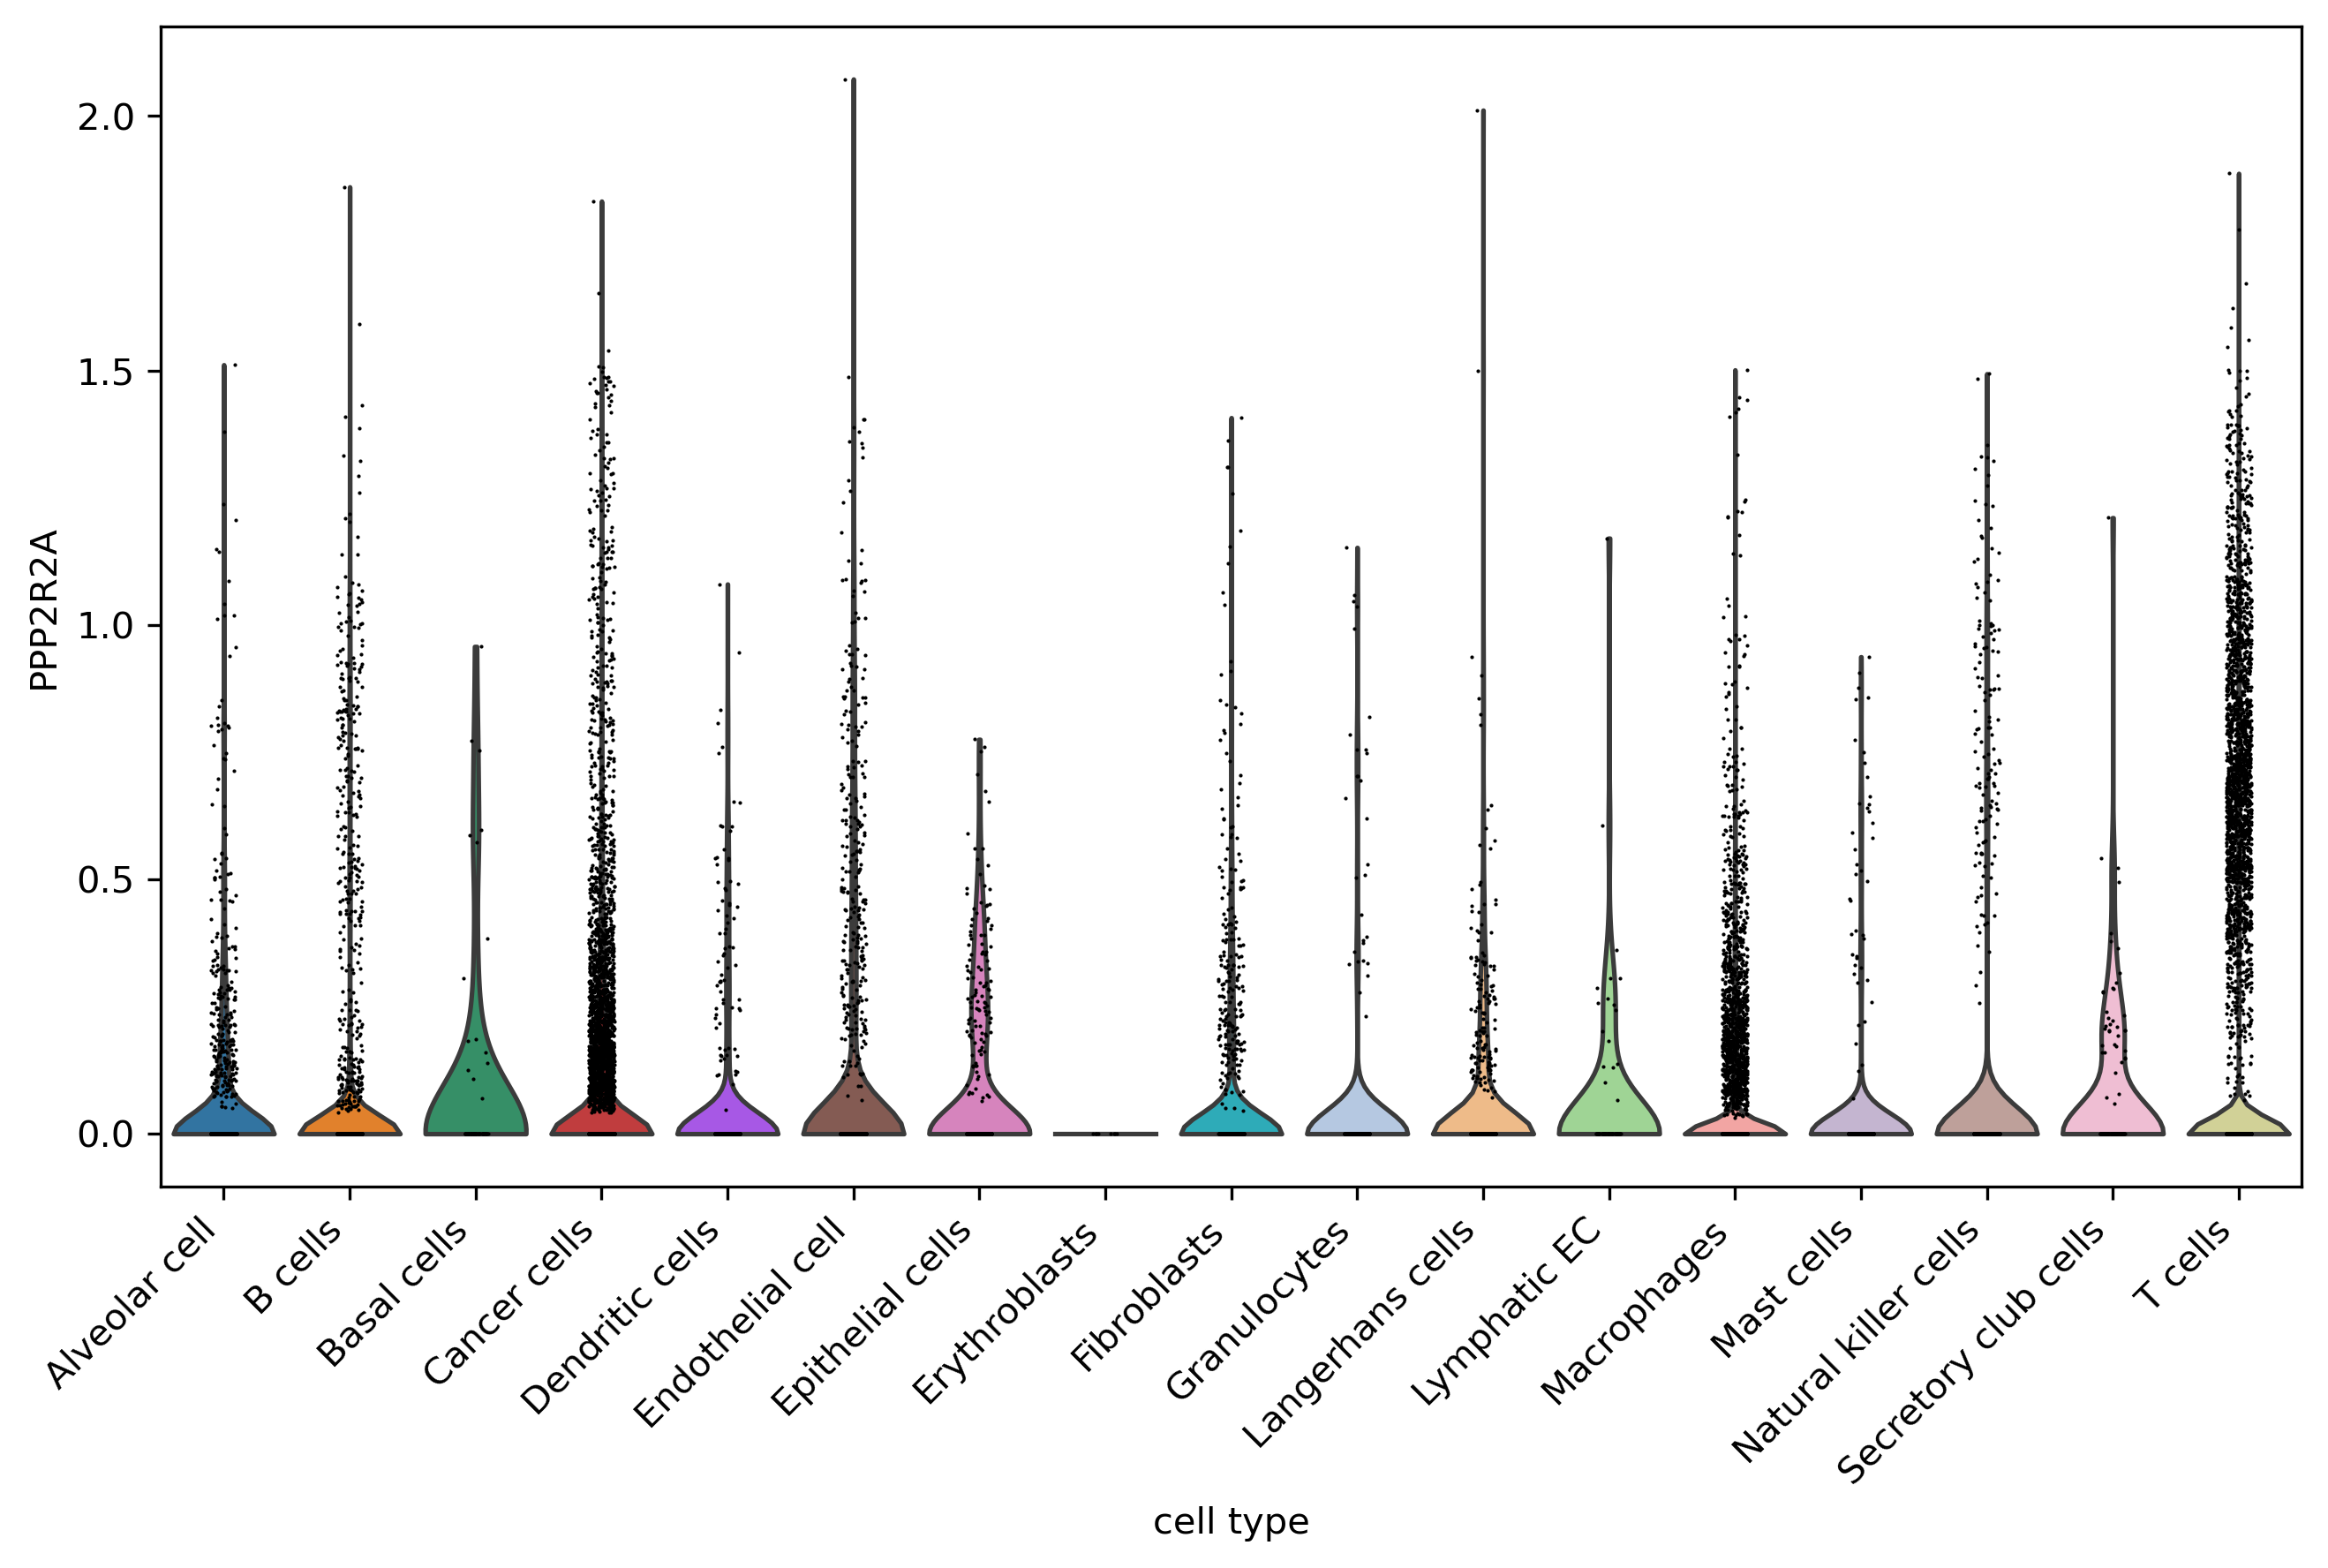 PPP2R2A
2.0
1.5
1.0
0.5
0.0
Alveolar cell
B cells
Basal cells
Cancer cells
Dendritic cells
Endothelial cell
Epithelial cells
Erythroblasts
Fibroblasts
Granulocytes
Langerhans cells
Lymphatic EC
Macrophages
Mast cells
Natural killer cells
Secretory club cells
T cells
cell type